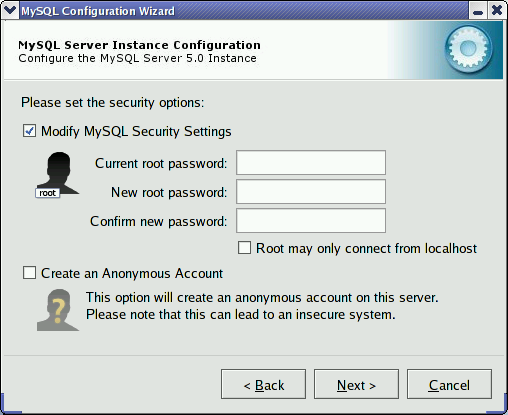 MySQL Configuration Wizard
MySQL Server Instance Configuration
Configure the MySQL Server 5.0 Instance
Please set the security options:
Modify MySQL Security Settings
Current root password:
root
New root password:
Confirm new password:
Root may only connect from localhost
Create an Anonymous Account
This option will create an anonymous account on this server.
Please note that this can lead to an insecure system.
< Back
Next >
Cancel